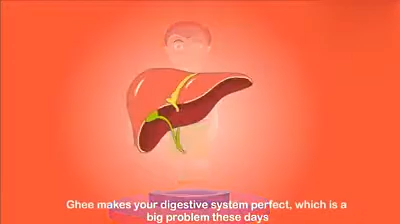 Ghee makes your digestive system perfect, which is a
big problem these days